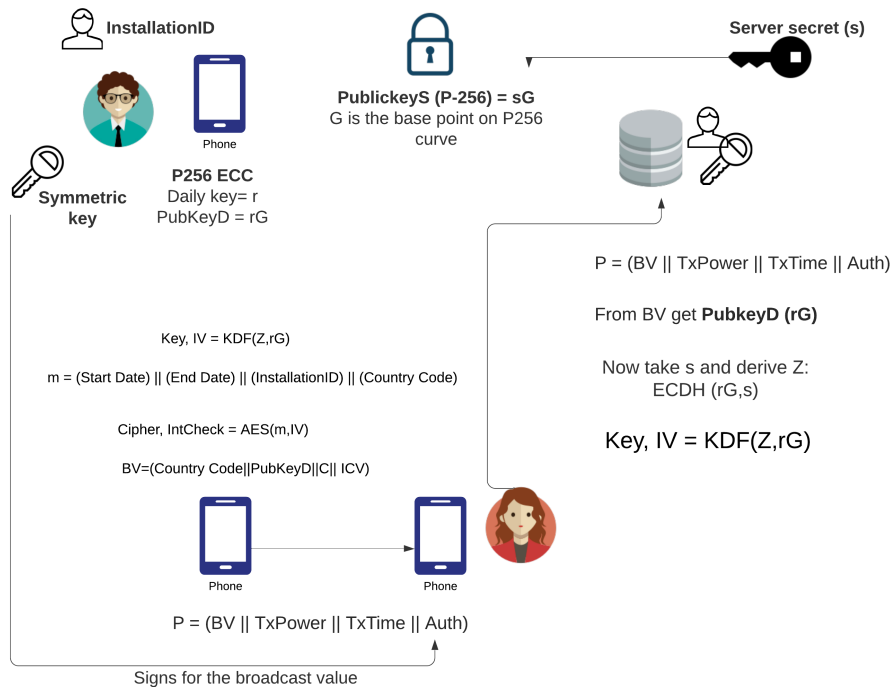 InstallationID
Server secret (s)
PublickeyS (P-256) = sG
G is the base point on P256
curve
Phone
P256 ECC
Daily key= r
PubKeyD = rG
Symmetric
key
P = (BV || TxPower || TxTime || Auth)
From BV get PubkeyD (rG)
Now take s and derive Z:
ECDH (rG,s)
Key, IV = KDF(Z,rG)
Key, IV = KDF(Z,rG)
m = (Start Date) || (End Date) || (InstallationID) || (Country Code)
Cipher, IntCheck = AES(m,IV)
BV=(Country Code||PubKeyD||C|| ICV)
Phone
Phone
P = (BV || TxPower || TxTime || Auth)
Signs for the broadcast value